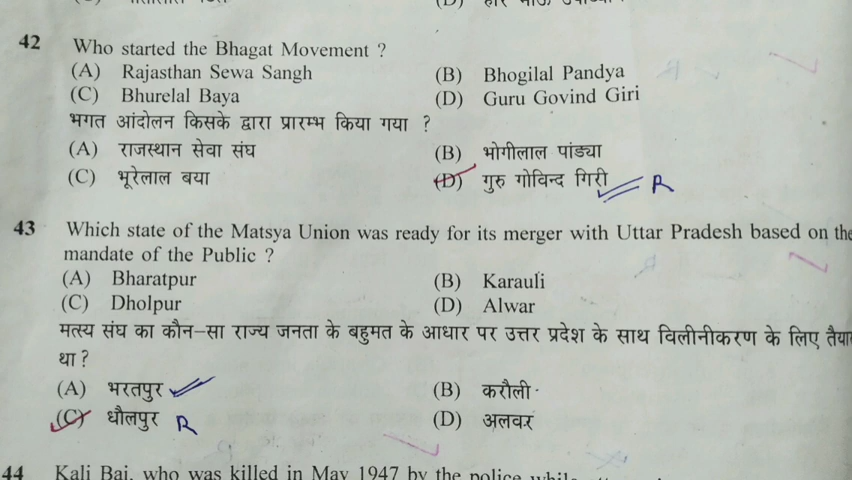 42 Who started the Bhagat Movement ?
(A) Rajasthan Sewa Sangh (B) Bhogilal Pandya
(C) Bhurelal Baya (D) Guru Govind Giri
भगत आंदोलन किसके द्वारा प्रारम्भ किया गया ?
(A) राजस्थान सेवा संघ (B) भोगीलाल पांड्या
(C) भूरेलाल बया (D) गुरु गोविन्द गिरी R
43 Which state of the Matsya Union was ready for its merger with Uttar Pradesh based on the
mandate of the Public ?
(A) Bharatpur (B) Karauli
(C) Dholpur (D) Alwar
मत्स्य संघ का कौन-सा राज्य जनता के बहुमत के आधार पर उत्तर प्रदेश के साथ विलीनीकरण के लिए
था ?
(A) भरतपुर (B) करौली
(C) धौलपुर R (D) अलवर
44 Kali Bai, who was killed in May 1947 by the police while